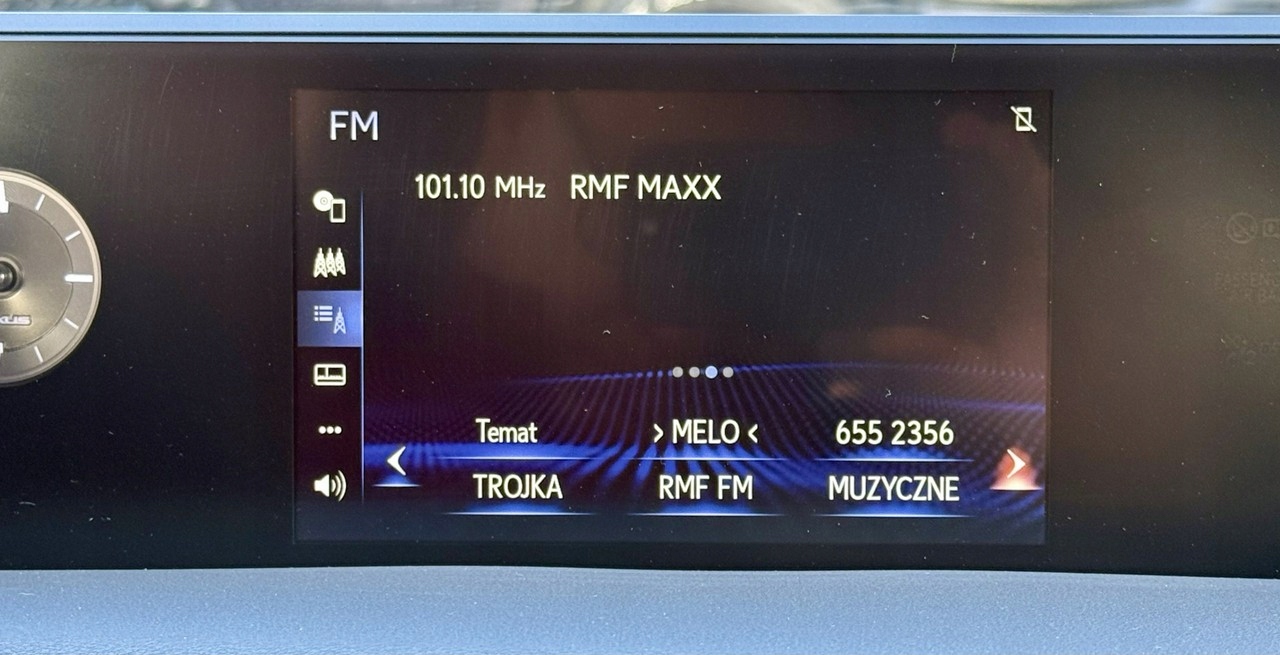 FM
101.10 MHz RMF MAXX
Temat > MELO < 655 2356
TROJKA RMF FM MUZYCZNE